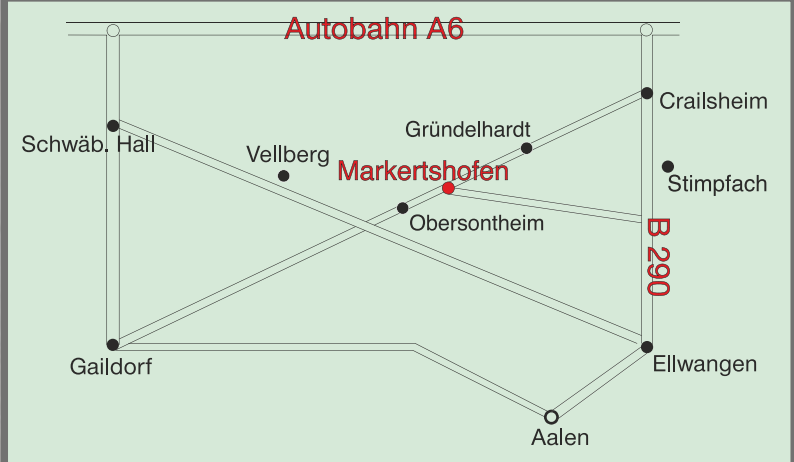 Autobahn A6
Crailsheim
Gründelhardt
Schwäb. Hall
Vellberg
Markertshofen
Stimpfach
Obersontheim
B 290
Gaildorf
Ellwangen
Aalen